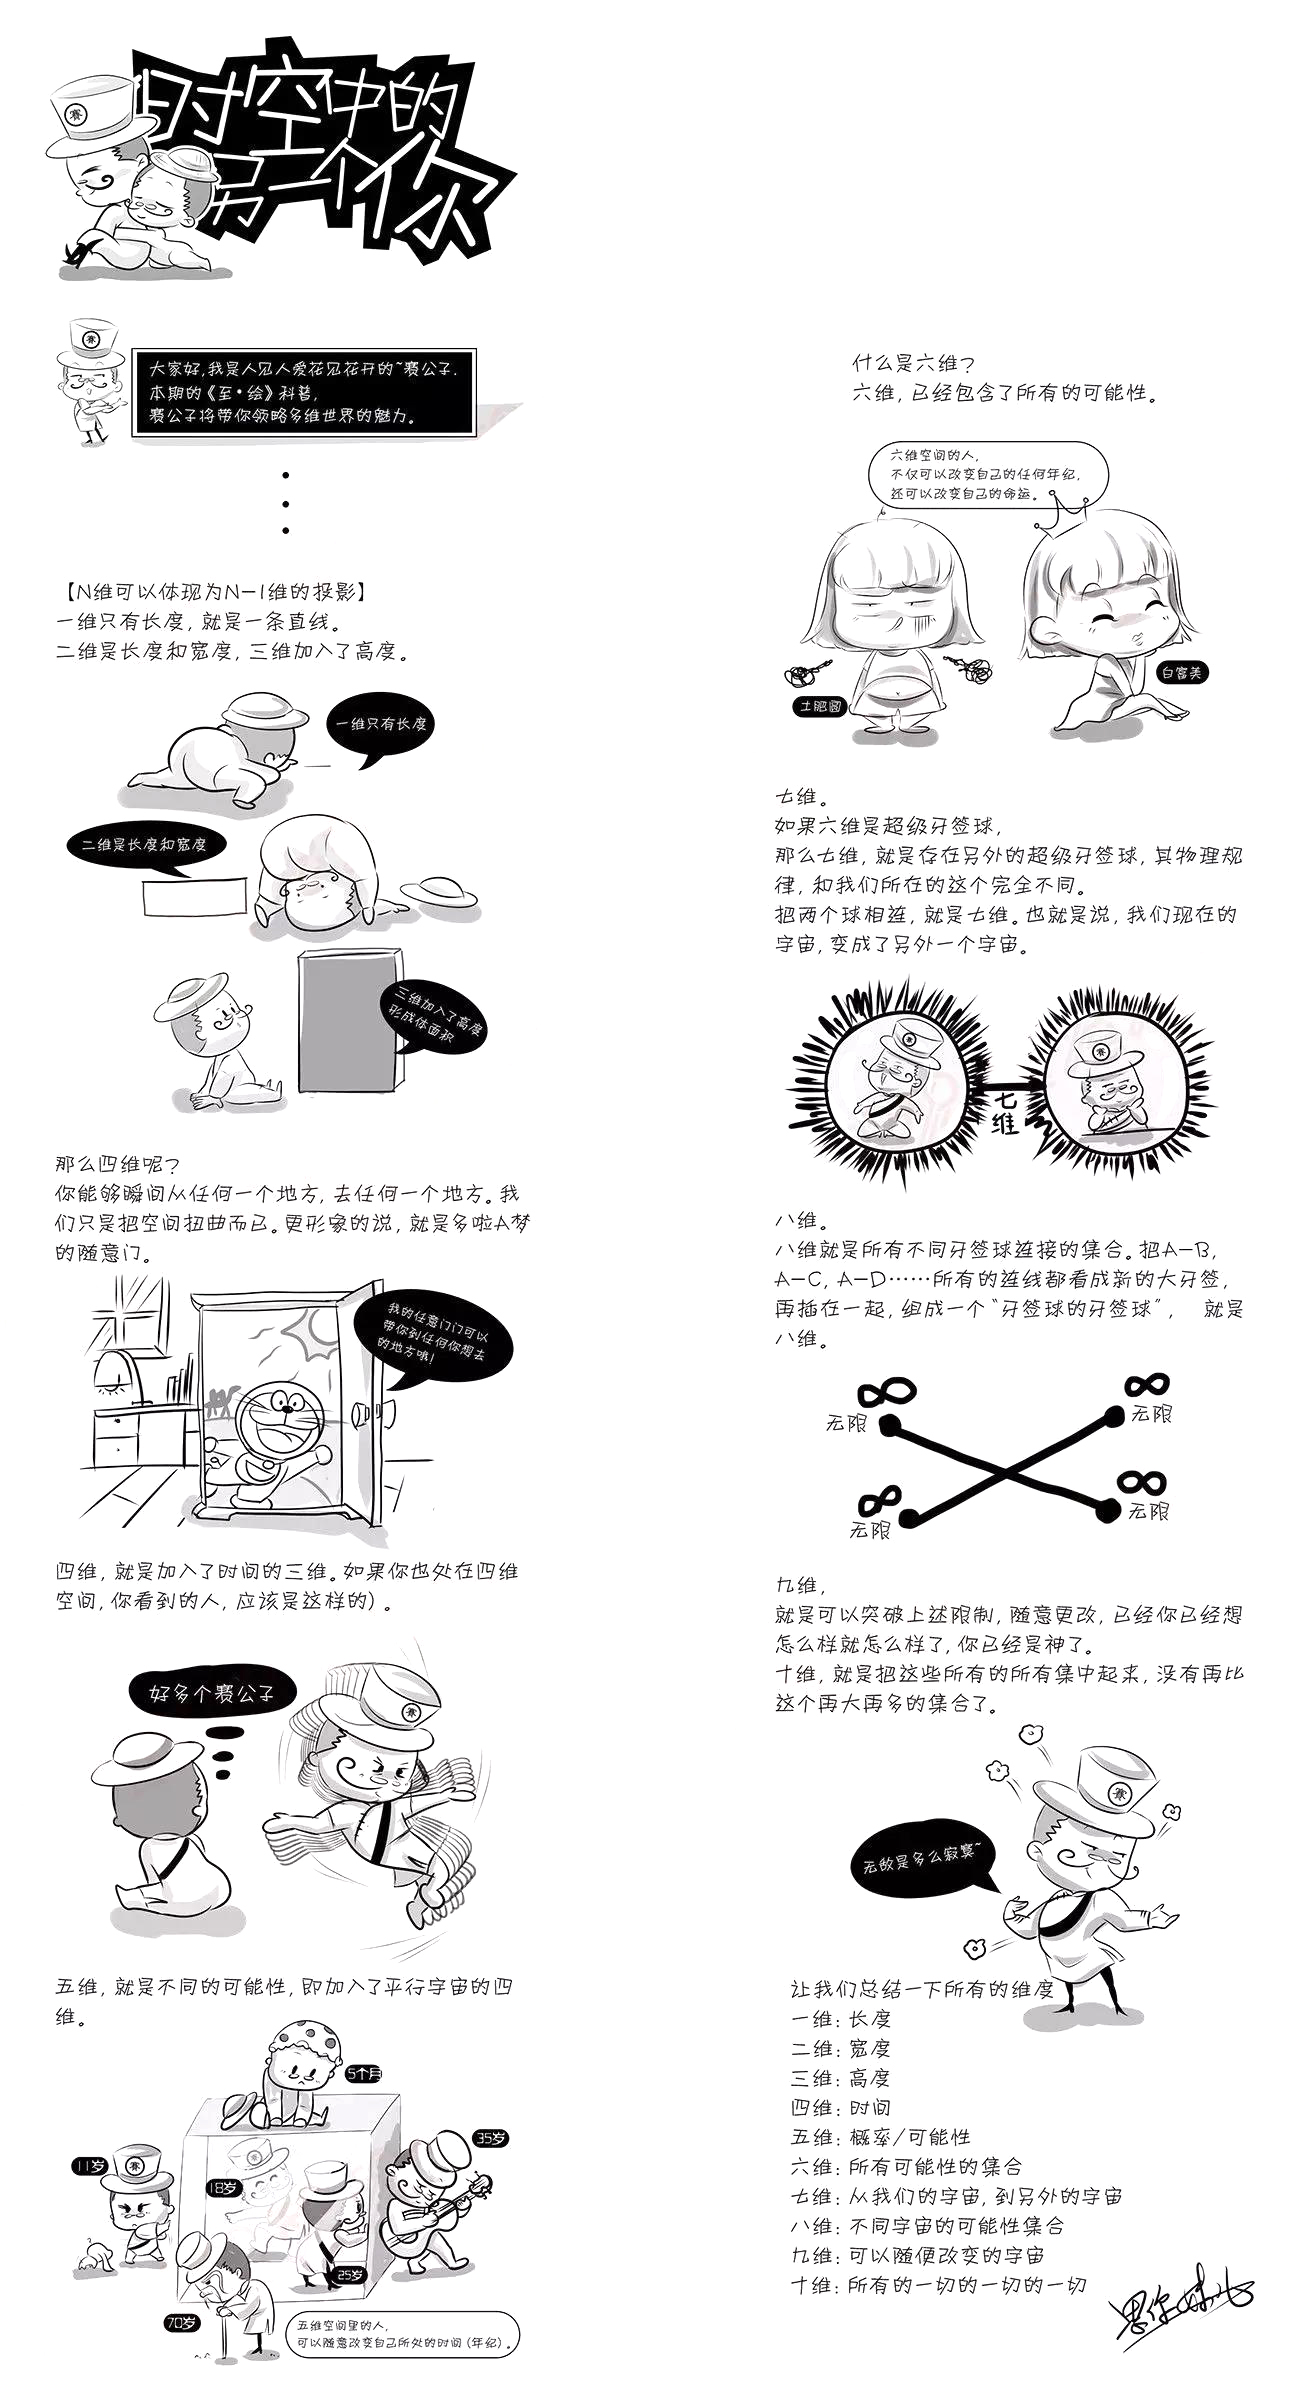 时空中的
另一个你
賽
賽
大家好,我是人见人爱花见花开的~赛公子.
本期的《至·绘》科普,
赛公子将带你领略多维世界的魅力。
【N维可以体现为N-1维的投影】
一维只有长度, 就是一条直线。
二维是长度和宽度, 三维加入了高度。
一维只有长度
二维是长度和宽度
三维加入了高度
形成体面积
那么四维呢?
你能够瞬间从任何一个地方, 去任何一个地方。我
们只是把空间扭曲而已。更形象的说, 就是多啦A梦
的随意门。
我的任意门门可以
带你到任何你想去
的地方哦!
四维, 就是加入了时间的三维。如果你也处在四维
空间, 你看到的人, 应该是这样的) 。
好多个赛公子
賽
五维, 就是不同的可能性, 即加入了平行宇宙的四
维。
5个月
35岁
11岁
賽
18岁
25岁
70岁
五维空间里的人,
可以随意改变自己所处的时间 (年纪) 。
什么是六维?
六维, 已经包含了所有的可能性。
六维空间的人,
不仅可以改变自己的任何年纪,
还可以改变自己的命运。
白富美
土肥圆
七维。
如果六维是超级牙签球,
那么七维, 就是存在另外的超级牙签球, 其物理规
律, 和我们所在的这个完全不同。
把两个球相连, 就是七维。也就是说, 我们现在的
宇宙, 变成了另外一个宇宙。
賽
賽
七
维
八维。
八维就是所有不同牙签球连接的集合。把A-B,
A-C, A-D……所有的连线都看成新的大牙签,
再插在一起, 组成一个“牙签球的牙签球”, 就是
八维。
∞
无限
∞
无限
∞
无限
∞
无限
九维,
就是可以突破上述限制, 随意更改, 已经你已经想
怎么样就怎么样了, 你已经是神了。
十维, 就是把这些所有的所有集中起来, 没有再比
这个再大再多的集合了。
賽
无敌是多么寂寞~
让我们总结一下所有的维度
一维: 长度
二维: 宽度
三维: 高度
四维: 时间
五维: 概率/可能性
六维: 所有可能性的集合
七维: 从我们的宇宙, 到另外的宇宙
八维: 不同宇宙的可能性集合
九维: 可以随便改变的宇宙
十维: 所有的一切的一切的一切